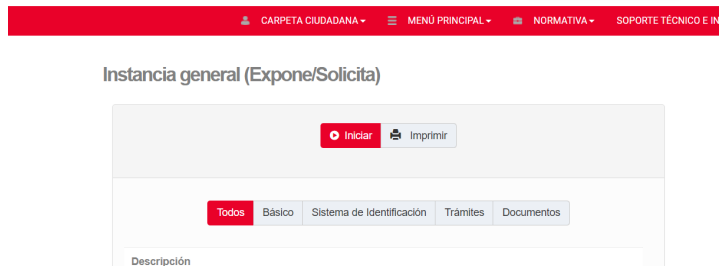 CARPETA CIUDADANA MENÚ PRINCIPAL NORMATIVA SOPORTE TÉCNICO E
Instancia general (Expone/Solicita)
Iniciar Imprimir
Todos Básico Sistema de Identificación Trámites Documentos
Descripción